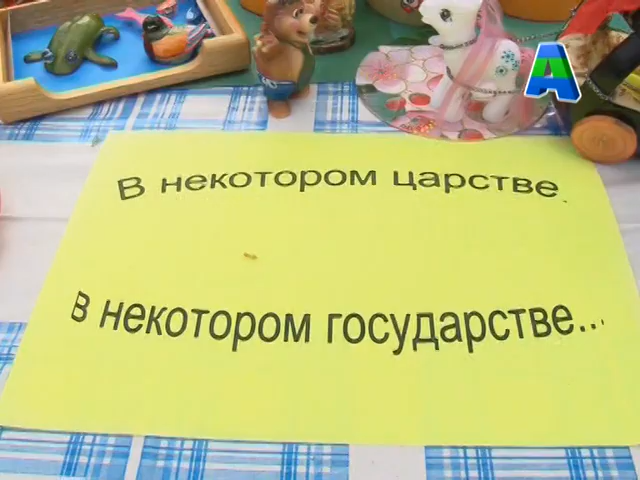 А
В некотором царстве,
в некотором государстве...